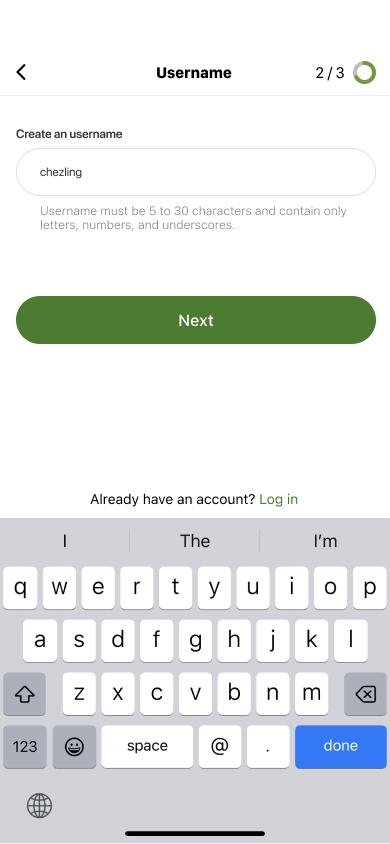 Username
2 / 3
Create an username
chezling
Username must be 5 to 30 characters and contain only
letters, numbers, and underscores.
Next
Already have an account? Log in
I The I'm
q w e r t y u i o p
a s d f g h j k l
z x c v b n m
123 space @ . done